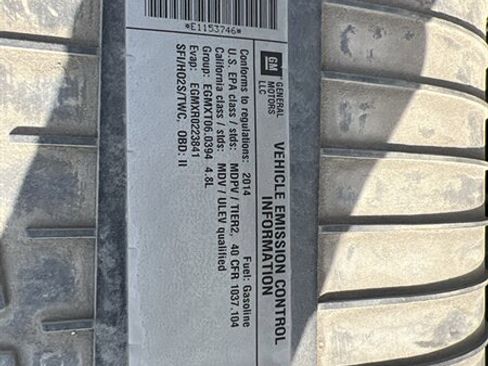 GM GENERAL
MOTORS
LLC
VEHICLE EMISSION CONTROL
INFORMATION
Conforms to regulations: 2014 Fuel: Gasoline
U.S. EPA class / stds: MDPV / TIER2, 40 CFR 1037.104
California class / stds: MDV / ULEV qualified
Group: EGMXT06.0394 4.8L
Evap: EGMXR0223841
SFI/HO2S/TWC, OBD: II
*E1153746*